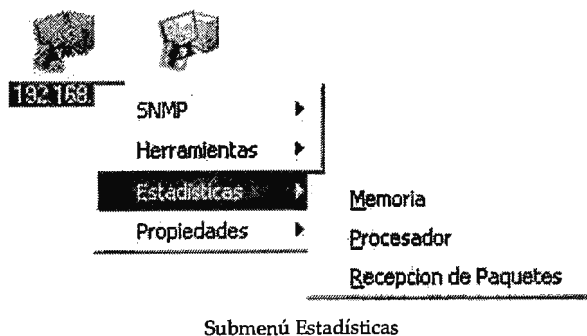 192.168.
SNMP
Herramientas
Estadísticas
Memoria
Propiedades
Procesador
Recepcion de Paquetes
Submenú Estadísticas